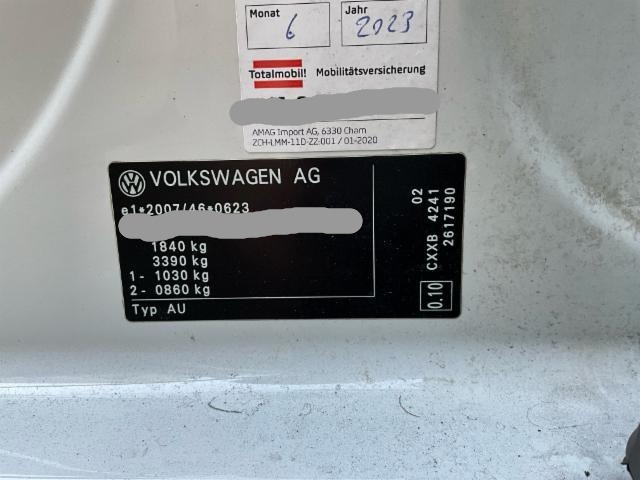 Monat Jahr
6 2023
Totalmobil! Mobilitätsversicherung
AMAG Import AG, 6330 Cham
ZCH-LMM-11D-ZZ-001 / 01-2020
VOLKSWAGEN AG
e1*2007/46*0623
1840 kg
3390 kg
1- 1030 kg
2- 0860 kg
Typ AU
02
0.10 CXXB 4241
2617190